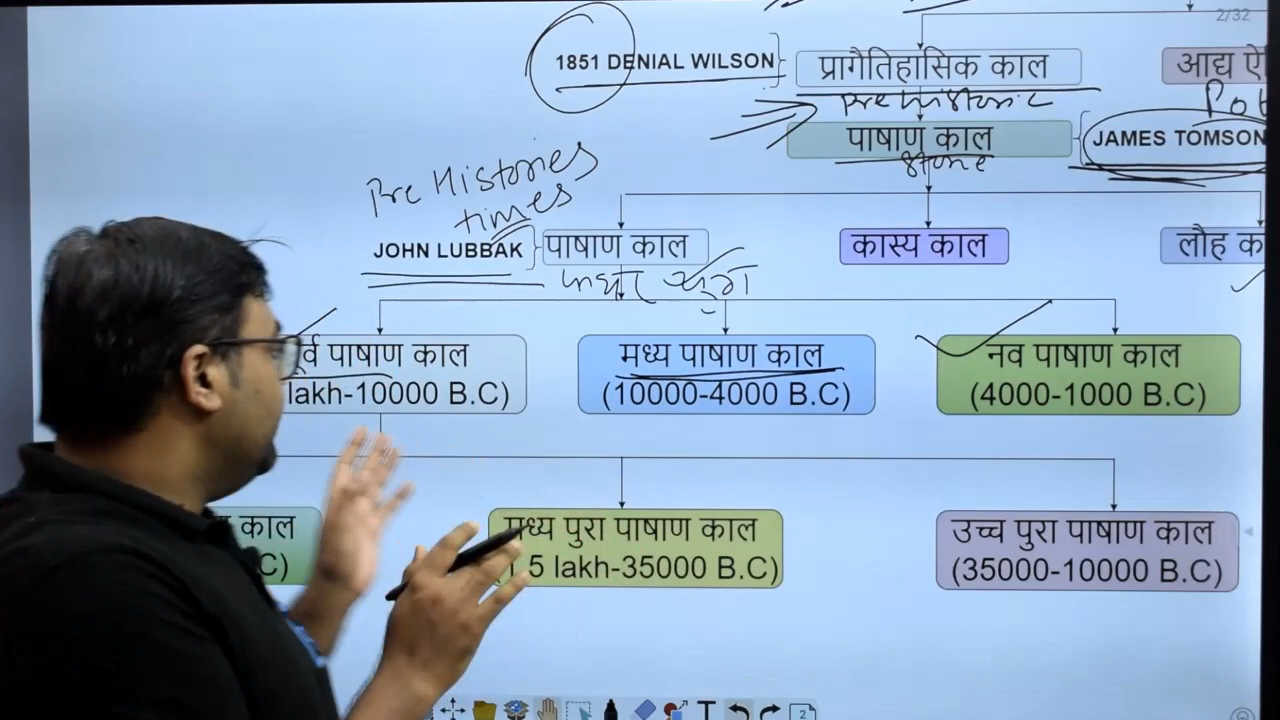 2/32
1851 DENIAL WILSON
प्रागैतिहासिक काल
आद्य ऐ
Pre Historic
पाषाण काल
JAMES TOMSON
Stone
Pre Histories
times
JOHN LUBBAK
पाषाण काल
कास्य काल
लौह क
र्व पाषाण काल
lakh-10000 B.C)
मध्य पाषाण काल
(10000-4000 B.C)
नव पाषाण काल
(4000-1000 B.C)
काल
C)
मध्य पुरा पाषाण काल
5 lakh-35000 B.C)
उच्च पुरा पाषाण काल
(35000-10000 B.C)
T
2